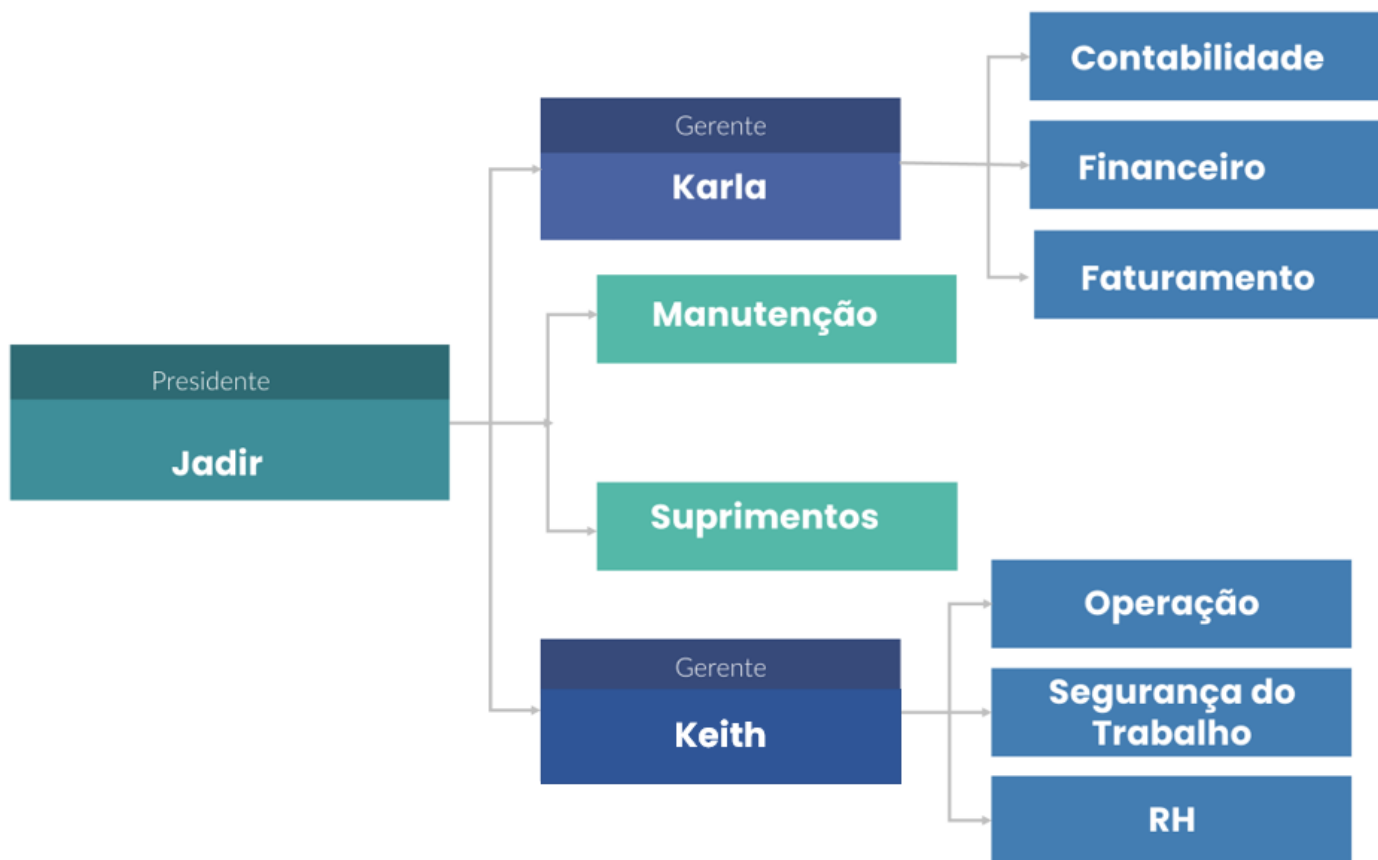 Contabilidade
Gerente
Karla
Financeiro
Faturamento
Manutenção
Presidente
Jadir
Suprimentos
Operação
Gerente
Keith
Segurança do
Trabalho
RH